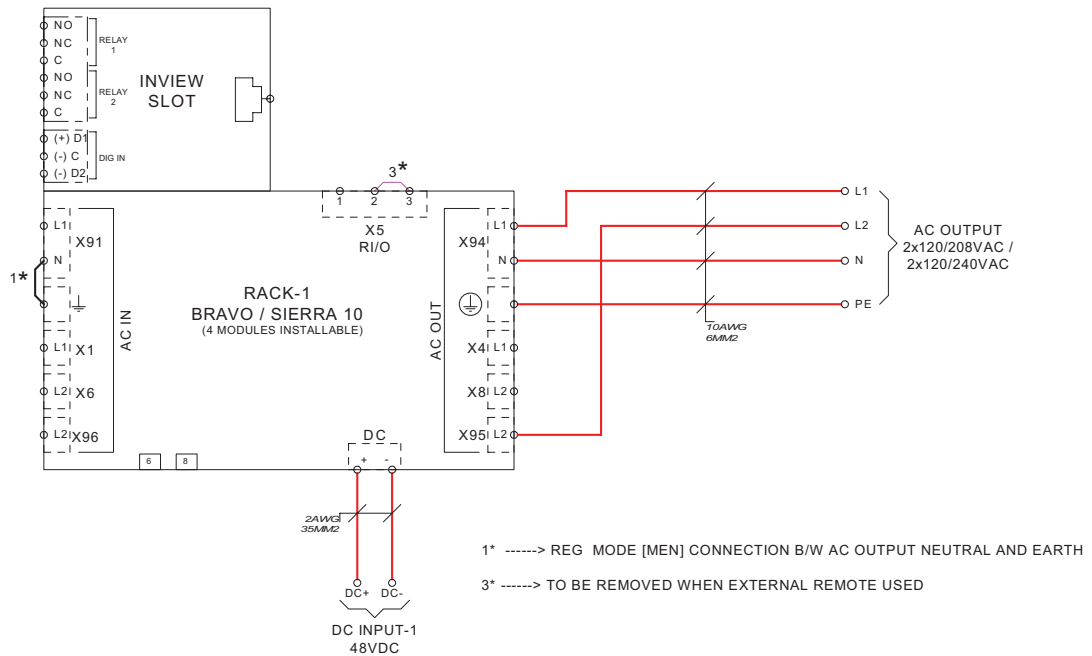 NO
NC
C
RELAY
1
NO
NC
C
RELAY
2
(+) D1
(-) C
(-) D2
DIG IN
INVIEW
SLOT
3*
1 2 3
X5
RI/O
L1 X91
N
1*
L1 X1
L2 X6
L2 X96
AC IN
RACK-1
BRAVO / SIERRA 10
(4 MODULES INSTALLABLE)
AC OUT
X94 L1
N
X4 L1
X8 L2
X95 L2
L1
L2
N
PE
AC OUTPUT
2x120/208VAC /
2x120/240VAC
10AWG
6MM2
6 8
DC
+ -
2AWG
35MM2
DC+ DC-
DC INPUT-1
48VDC
1* ------> REG MODE [MEN] CONNECTION B/W AC OUTPUT NEUTRAL AND EARTH
3* ------> TO BE REMOVED WHEN EXTERNAL REMOTE USED